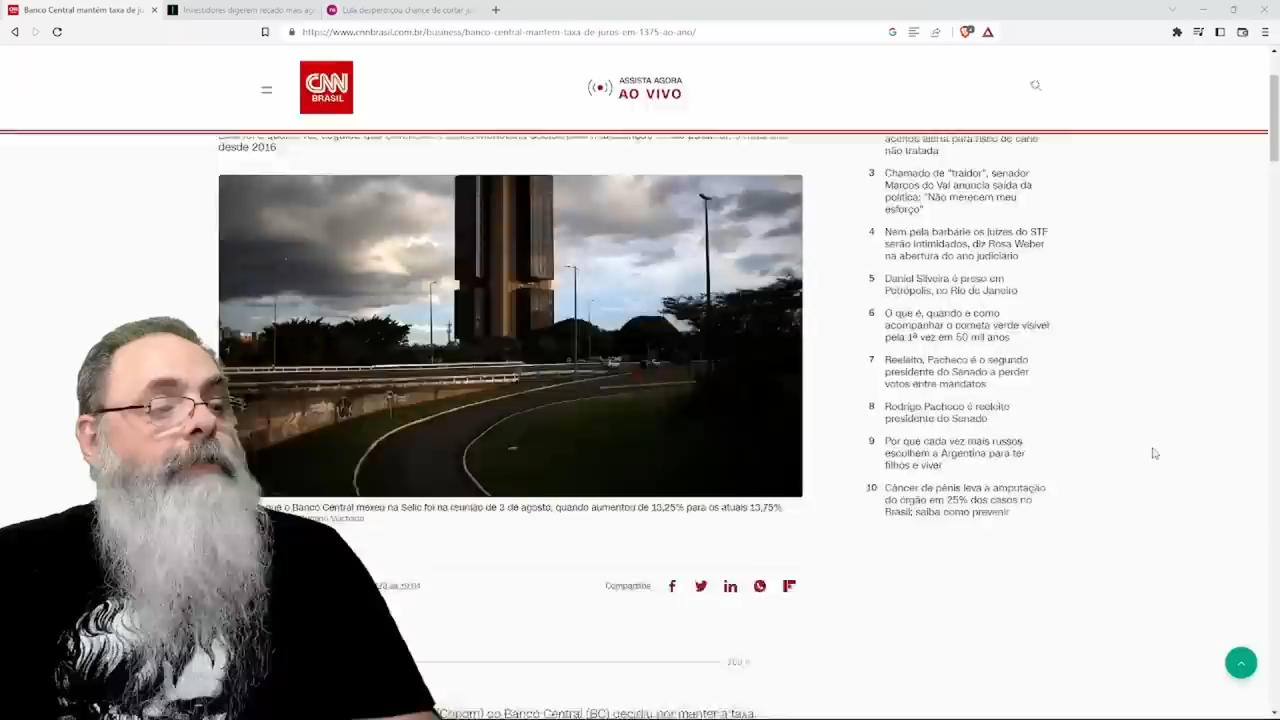 Banco Central mantém taxa de ju
Investidores digerem recado mais ag
Lula desperdiçou chance de cortar ju
https://www.cnnbrasil.com.br/business/banco-central-mantem-taxa-de-juros-em-1375-ao-ano/
CNN
BRASIL
ASSISTA AGORA
AO VIVO
desde 2016
não tratada
3 Chamado de "traidor", senador
Marcos do Val anuncia saída da
política: "Não merecem meu
esforço"
4 Nem pela barbárie os juízes do STF
serão intimidados, diz Rosa Weber
na abertura do ano judiciário
5 Daniel Silveira é preso em
Petrópolis, no Rio de Janeiro
6 O que é, quando e como
acompanhar o cometa verde visível
pela 1ª vez em 50 mil anos
7 Reeleito, Pacheco é o segundo
presidente do Senado a perder
votos entre mandatos
8 Rodrigo Pacheco é reeleito
presidente do Senado
9 Por que cada vez mais russos
escolhem a Argentina para ter
filhos e viver
10 Câncer de pênis leva à amputação
do órgão em 25% dos casos no
Brasil; saiba como prevenir
que o Banco Central mexeu na Selic foi na reunião de 3 de agosto, quando aumentos de 13,25% para os atuais 13,75%
Compartilhe
(Copom) do Banco Central (BC) decidiu por manter a taxa